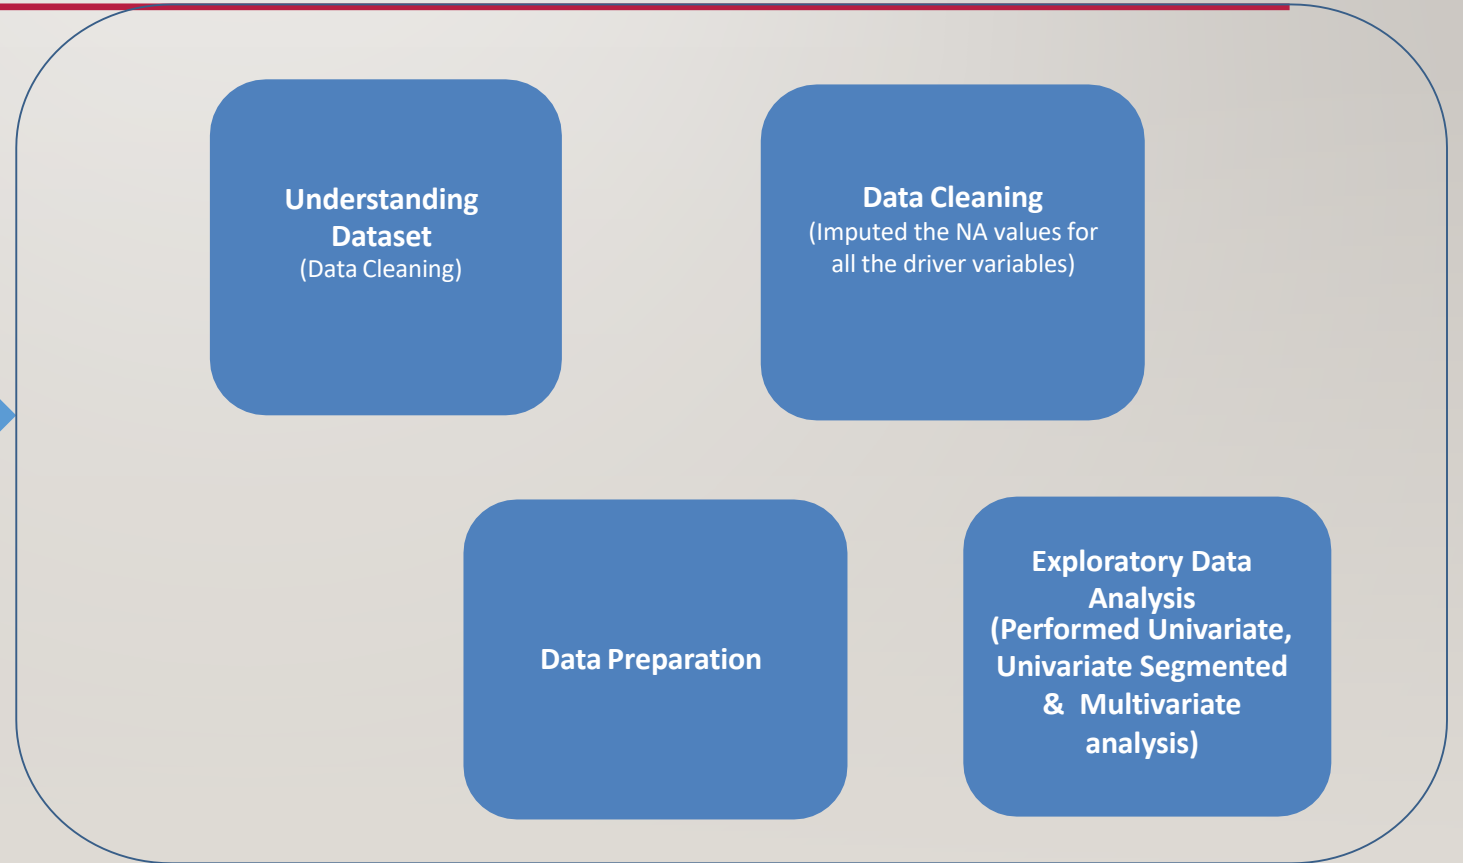 Understanding
Dataset
(Data Cleaning)
Data Cleaning
(Imputed the NA values for
all the driver variables)
Data Preparation
Exploratory Data
Analysis
(Performed Univariate,
Univariate Segmented
& Multivariate
analysis)